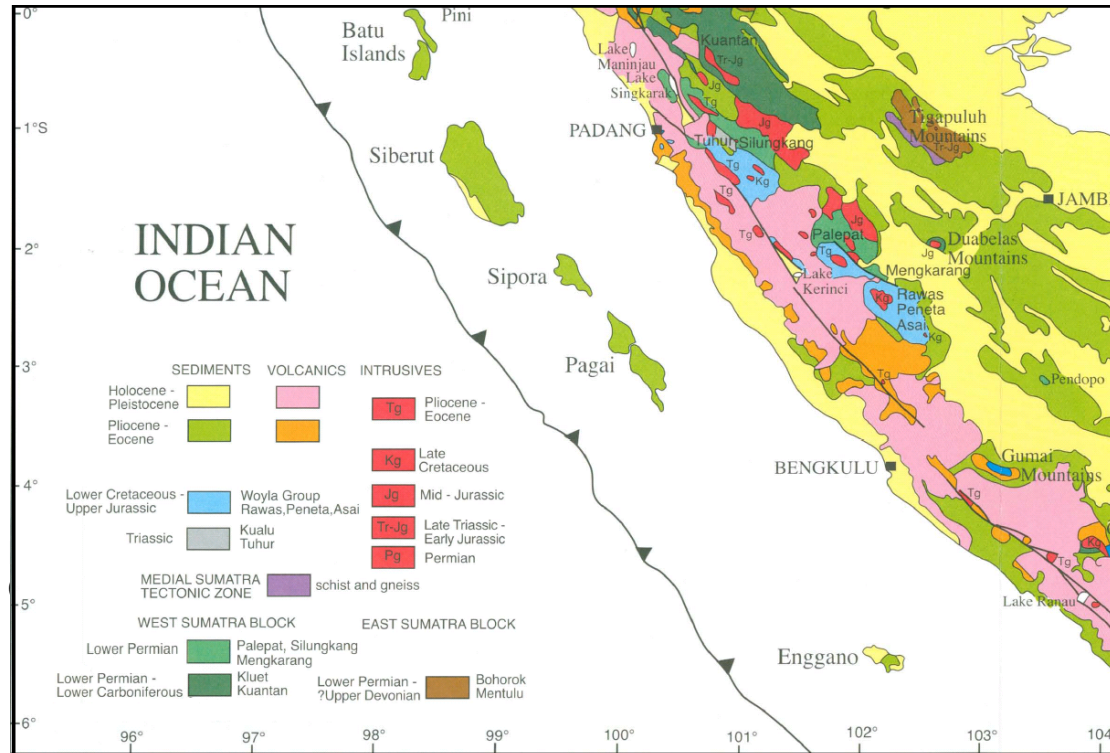 0°
1°S
2°
3°
4°
5°
6°
96°
97°
98°
99°
100°
101°
102°
103°
104
Pini
Batu
Islands
Siberut
Sipora
Pagai
Enggano
INDIAN
OCEAN
Lake
Maninjau
Lake
Singkarak
PADANG
Kuantan
Tr-Jg
Jg
Tg
Jg
Tuhur
Silungkang
Tg
Kg
Tg
Tigapuluh
Mountains
Tr-Jg
JAMB
Tg
Jg
Palepat
Tg
Jg
Duabelas
Mountains
Mengkarang
Lake
Kerinci
Kg
Rawas
Peneta
Asai
Kg
Tg
Pendopo
BENGKULU
Gumai
Mountains
Tg
Kg
Tg
Lake Ranau
SEDIMENTS VOLCANICS INTRUSIVES
Holocene -
Pleistocene
Tg Pliocene -
Eocene
Pliocene -
Eocene
Kg Late
Cretaceous
Lower Cretaceous -
Upper Jurassic
Woyla Group
Rawas,Peneta,Asai
Jg Mid - Jurassic
Triassic
Kualu
Tuhur
Tr-Jg Late Triassic -
Early Jurassic
Pg Permian
MEDIAL SUMATRA
TECTONIC ZONE
schist and gneiss
WEST SUMATRA BLOCK EAST SUMATRA BLOCK
Lower Permian
Palepat, Silungkang
Mengkarang
Lower Permian -
Lower Carboniferous
Kluet
Kuantan
Lower Permian -
?Upper Devonian
Bohorok
Mentulu